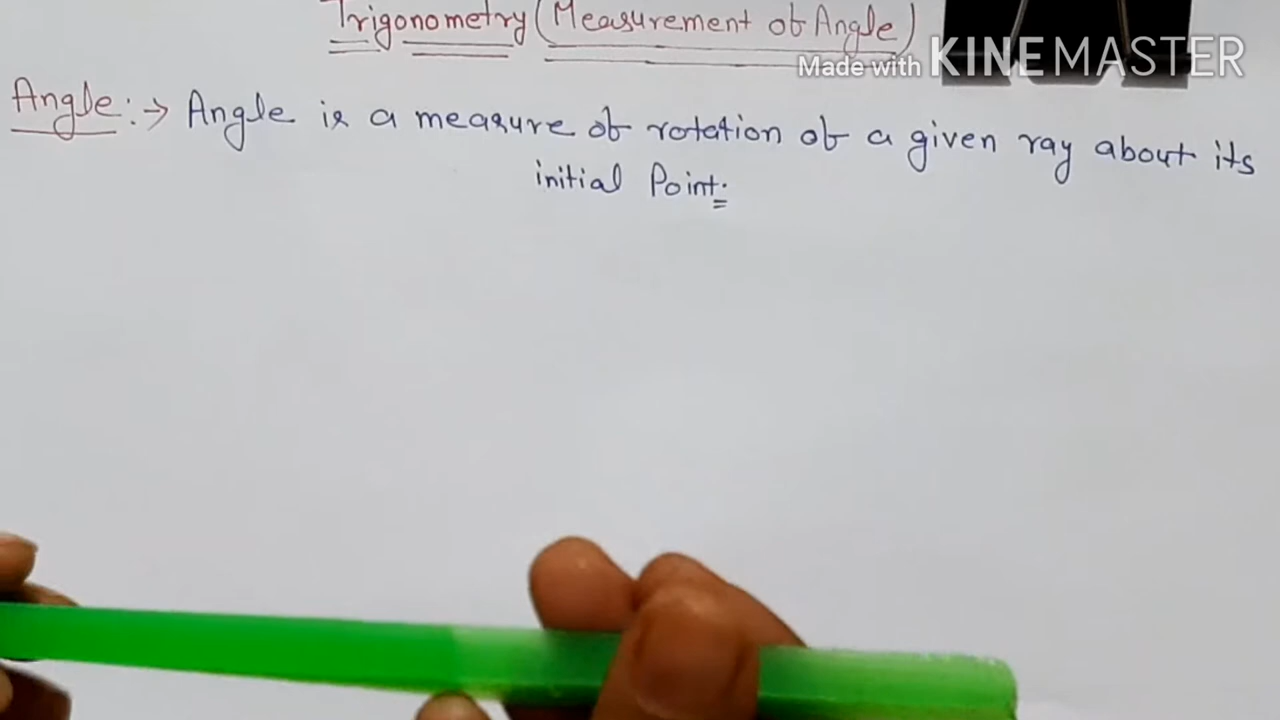 Trigonometry (Measurement of Angle)
Made with KINEMASTER
Angle :→ Angle is a measure of rotation of a given ray about its
initial Point.